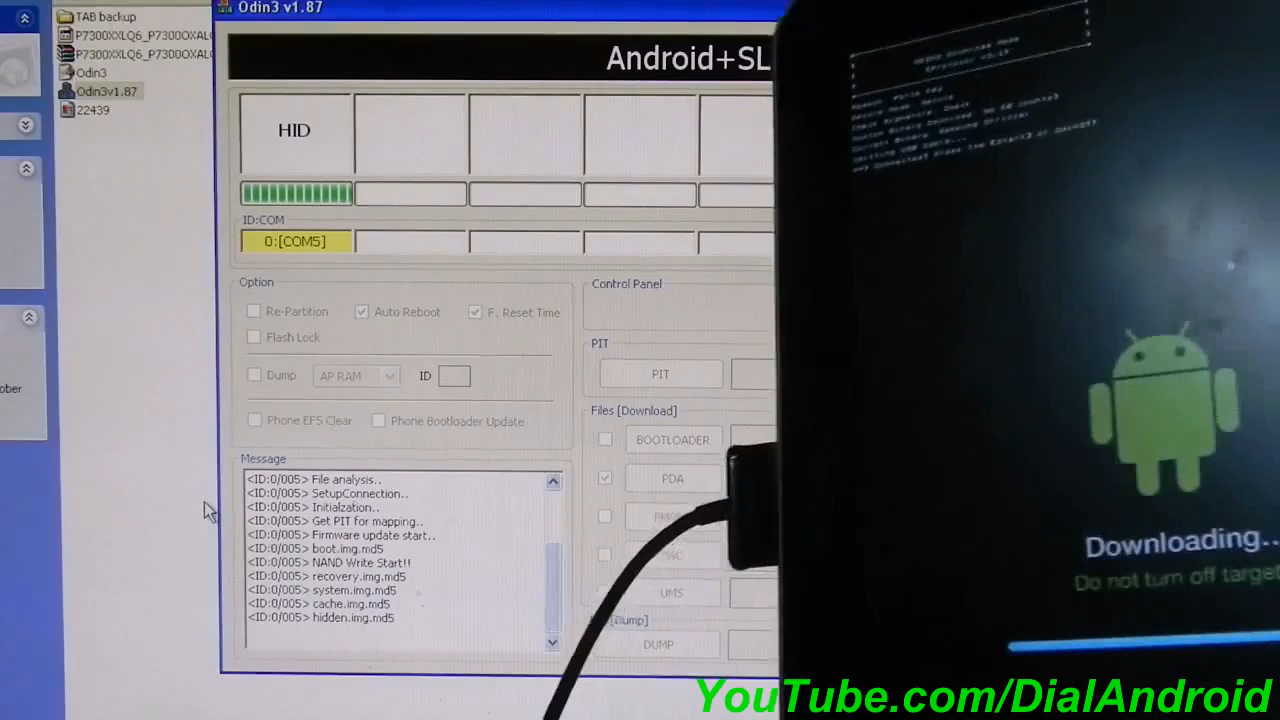 TAB backup
P7300XXLQ6_P7300OXALQ
P7300XXLQ6_P7300OXALQ
Odin3
Odin3v1.87
22439
ober
Odin3 v1.87
Android+SL
HID
ID:COM
0:[COM5]
Option
Re-Partition
Auto Reboot
F. Reset Time
Flash Lock
Dump
AP RAM
ID
Phone EFS Clear
Phone Bootloader Update
Message
<ID:0/005> File analysis..
<ID:0/005> SetupConnection..
<ID:0/005> Initialzation..
<ID:0/005> Get PIT for mapping..
<ID:0/005> Firmware update start..
<ID:0/005> boot.img.md5
<ID:0/005> NAND Write Start!!
<ID:0/005> recovery.img.md5
<ID:0/005> system.img.md5
<ID:0/005> cache.img.md5
<ID:0/005> hidden.img.md5
Control Panel
PIT
PIT
Files [Download]
BOOTLOADER
PDA
UMS
[Dump]
DUMP
Downloading..
Do not turn off target
YouTube.com/DialAndroid